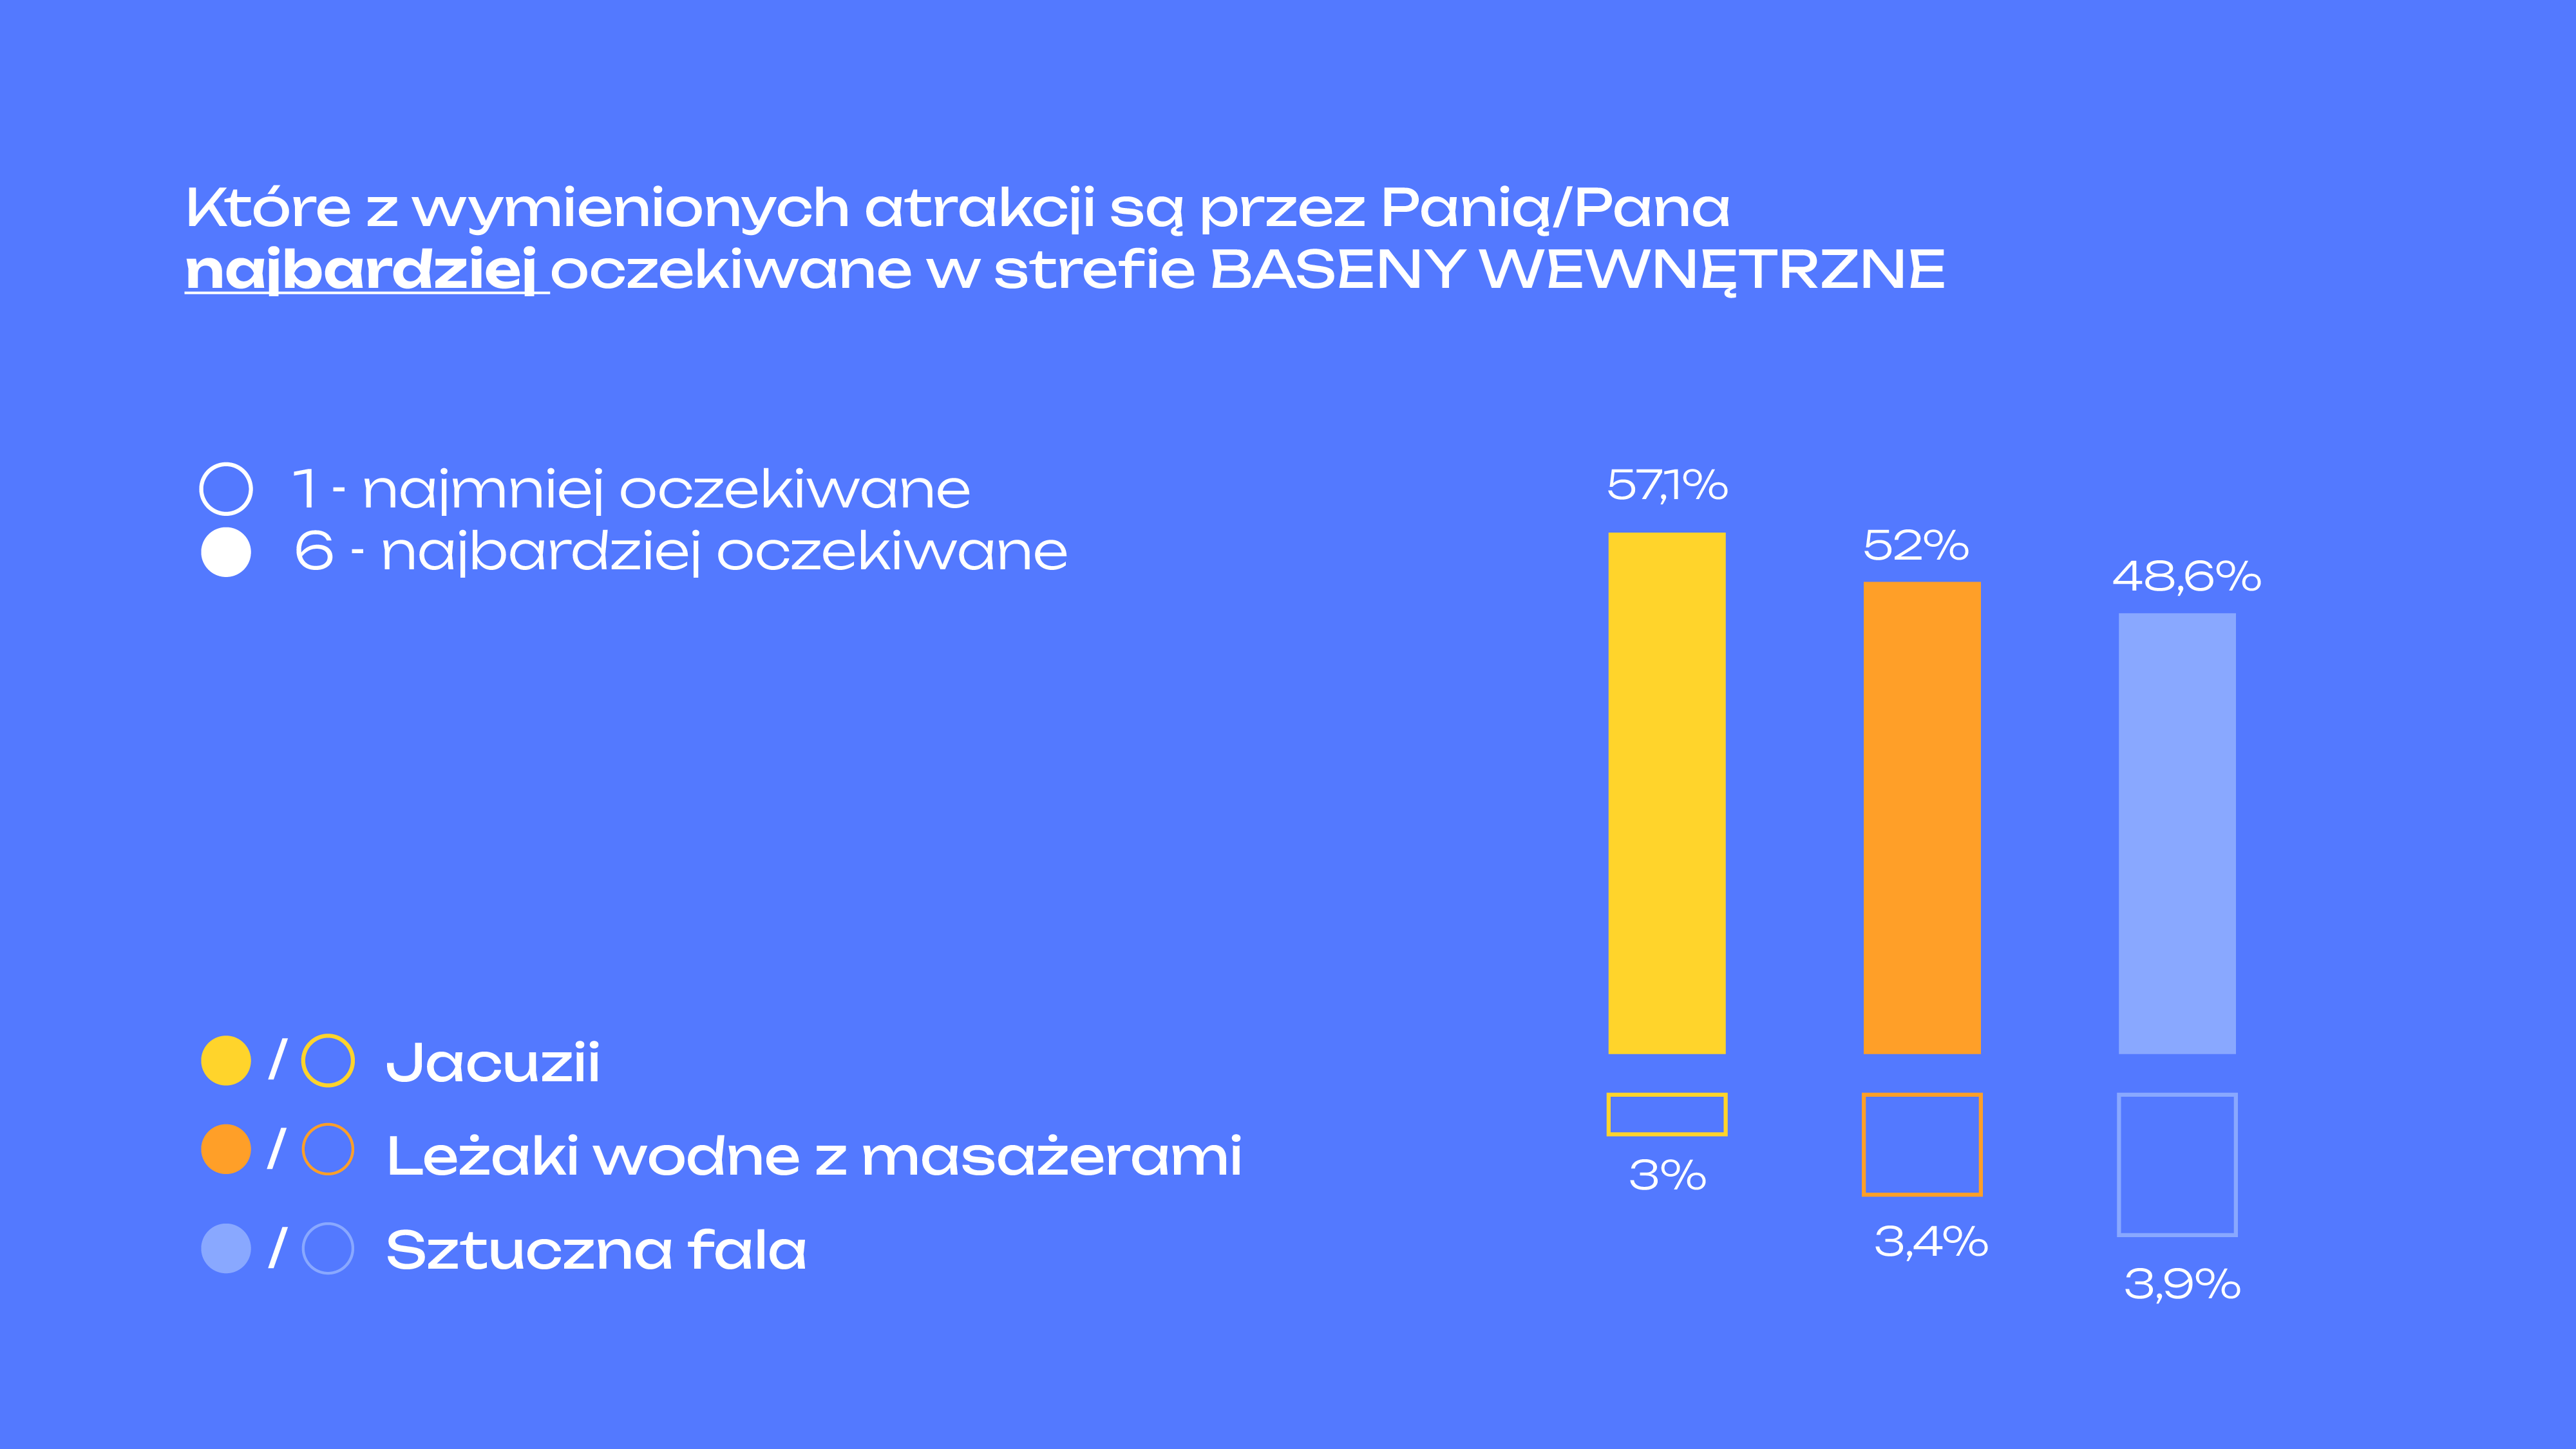 Które z wymienionych atrakcji są przez Panią/Pana
najbardziej oczekiwane w strefie BASENY WEWNĘTRZNE
1 - najmniej oczekiwane
6 - najbardziej oczekiwane
57,1%
52%
48,6%
/ Jacuzii
/ Leżaki wodne z masażerami
/ Sztuczna fala
3%
3,4%
3,9%